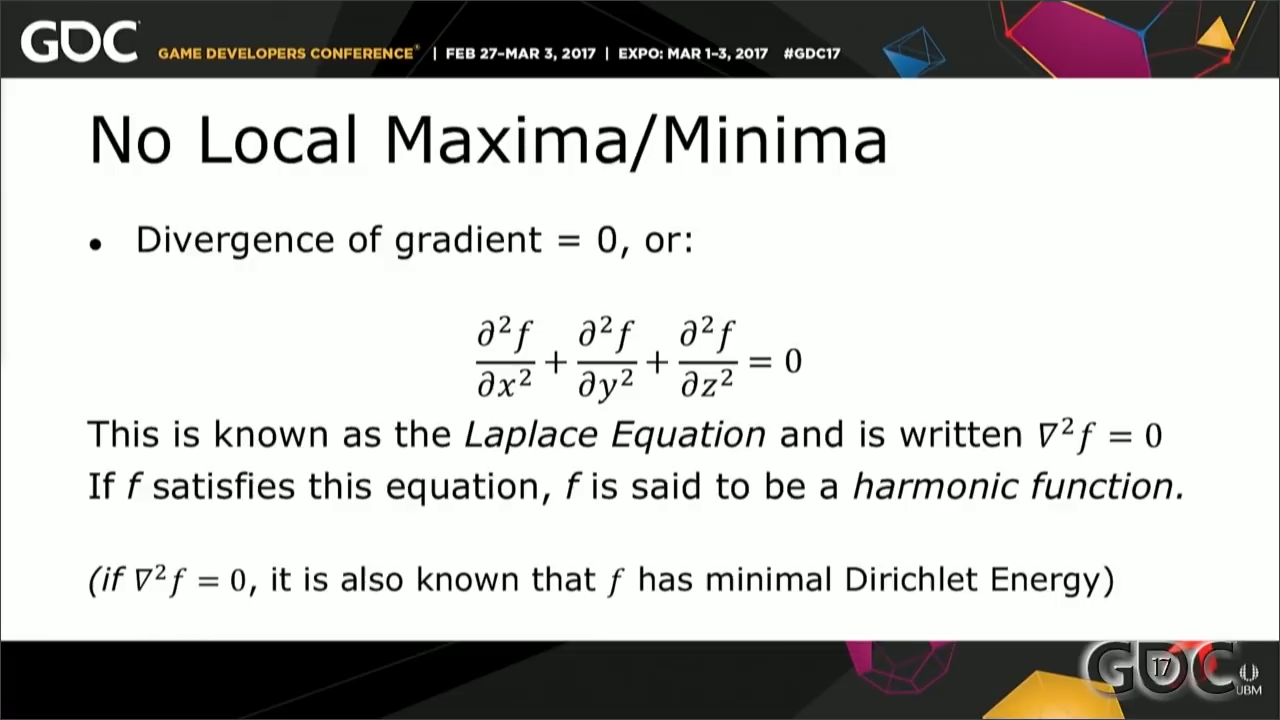 GDC GAME DEVELOPERS CONFERENCE® | FEB 27–MAR 3, 2017 | EXPO: MAR 1–3, 2017 #GDC17
No Local Maxima/Minima
• Divergence of gradient = 0, or:
∂²f/∂x² + ∂²f/∂y² + ∂²f/∂z² = 0
This is known as the Laplace Equation and is written ∇²f = 0
If f satisfies this equation, f is said to be a harmonic function.
(if ∇²f = 0, it is also known that f has minimal Dirichlet Energy)
GDC 17 UBM